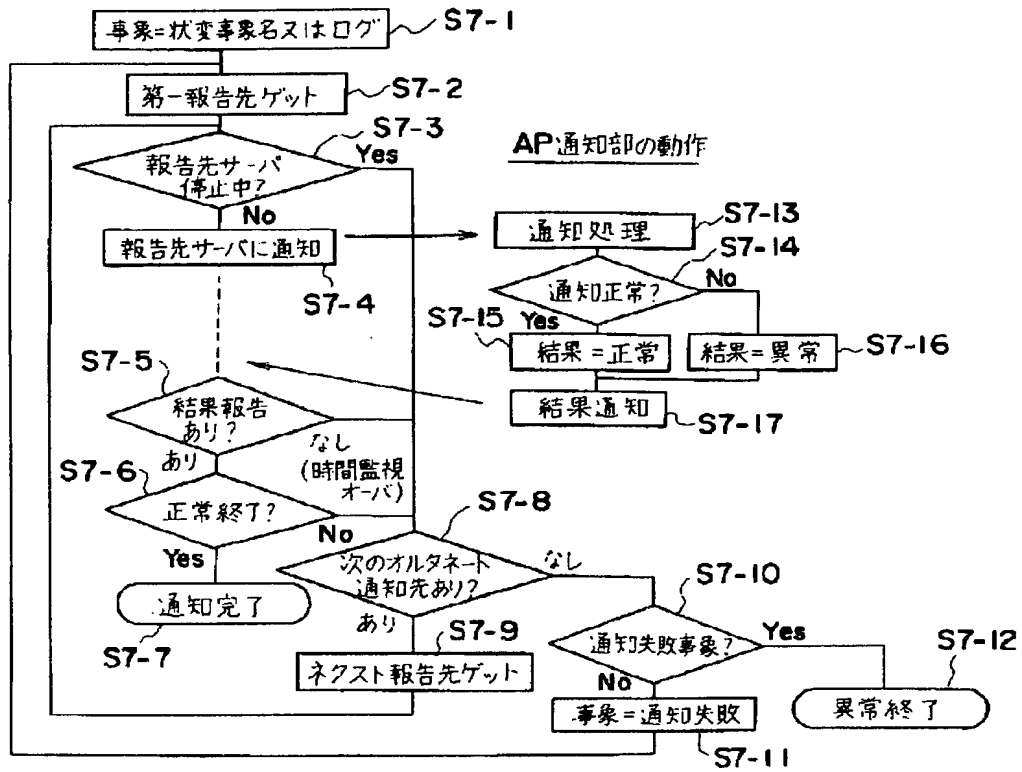 事象=状変事象名又はログ
S7-1
第一報告先ゲット
S7-2
S7-3
報告先サーバ
停止中?
Yes
No
報告先サーバに通知
S7-4
AP通知部の動作
通知処理
S7-13
S7-14
通知正常?
No
S7-15
Yes
結果=正常
結果=異常
S7-16
結果通知
S7-17
S7-5
結果報告
あり?
あり
なし
(時間監視
オーバ)
S7-6
正常終了?
No
Yes
通知完了
S7-7
S7-8
次のオルタネート
通知先あり?
なし
あり
S7-9
ネクスト報告先ゲット
S7-10
通知失敗事象?
Yes
No
事象=通知失敗
S7-11
S7-12
異常終了